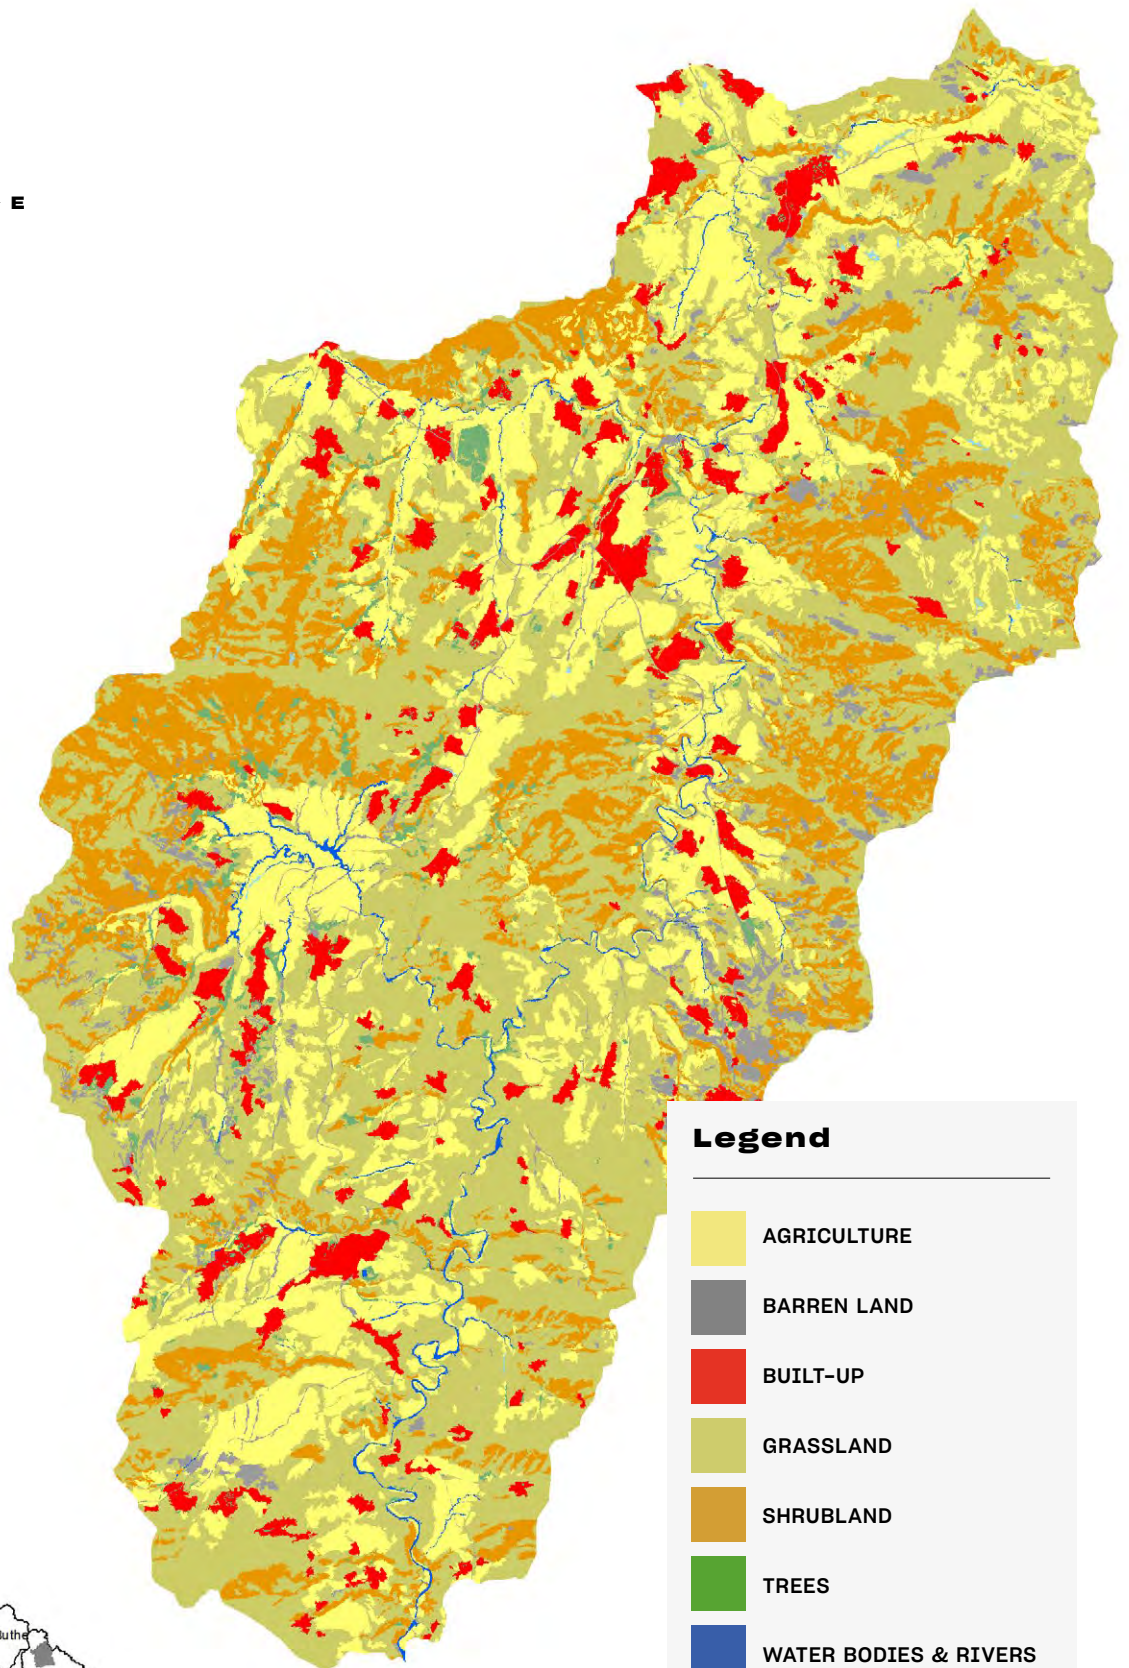 E
Legend
AGRICULTURE
BARREN LAND
BUILT-UP
GRASSLAND
SHRUBLAND
TREES
WATER BODIES & RIVERS